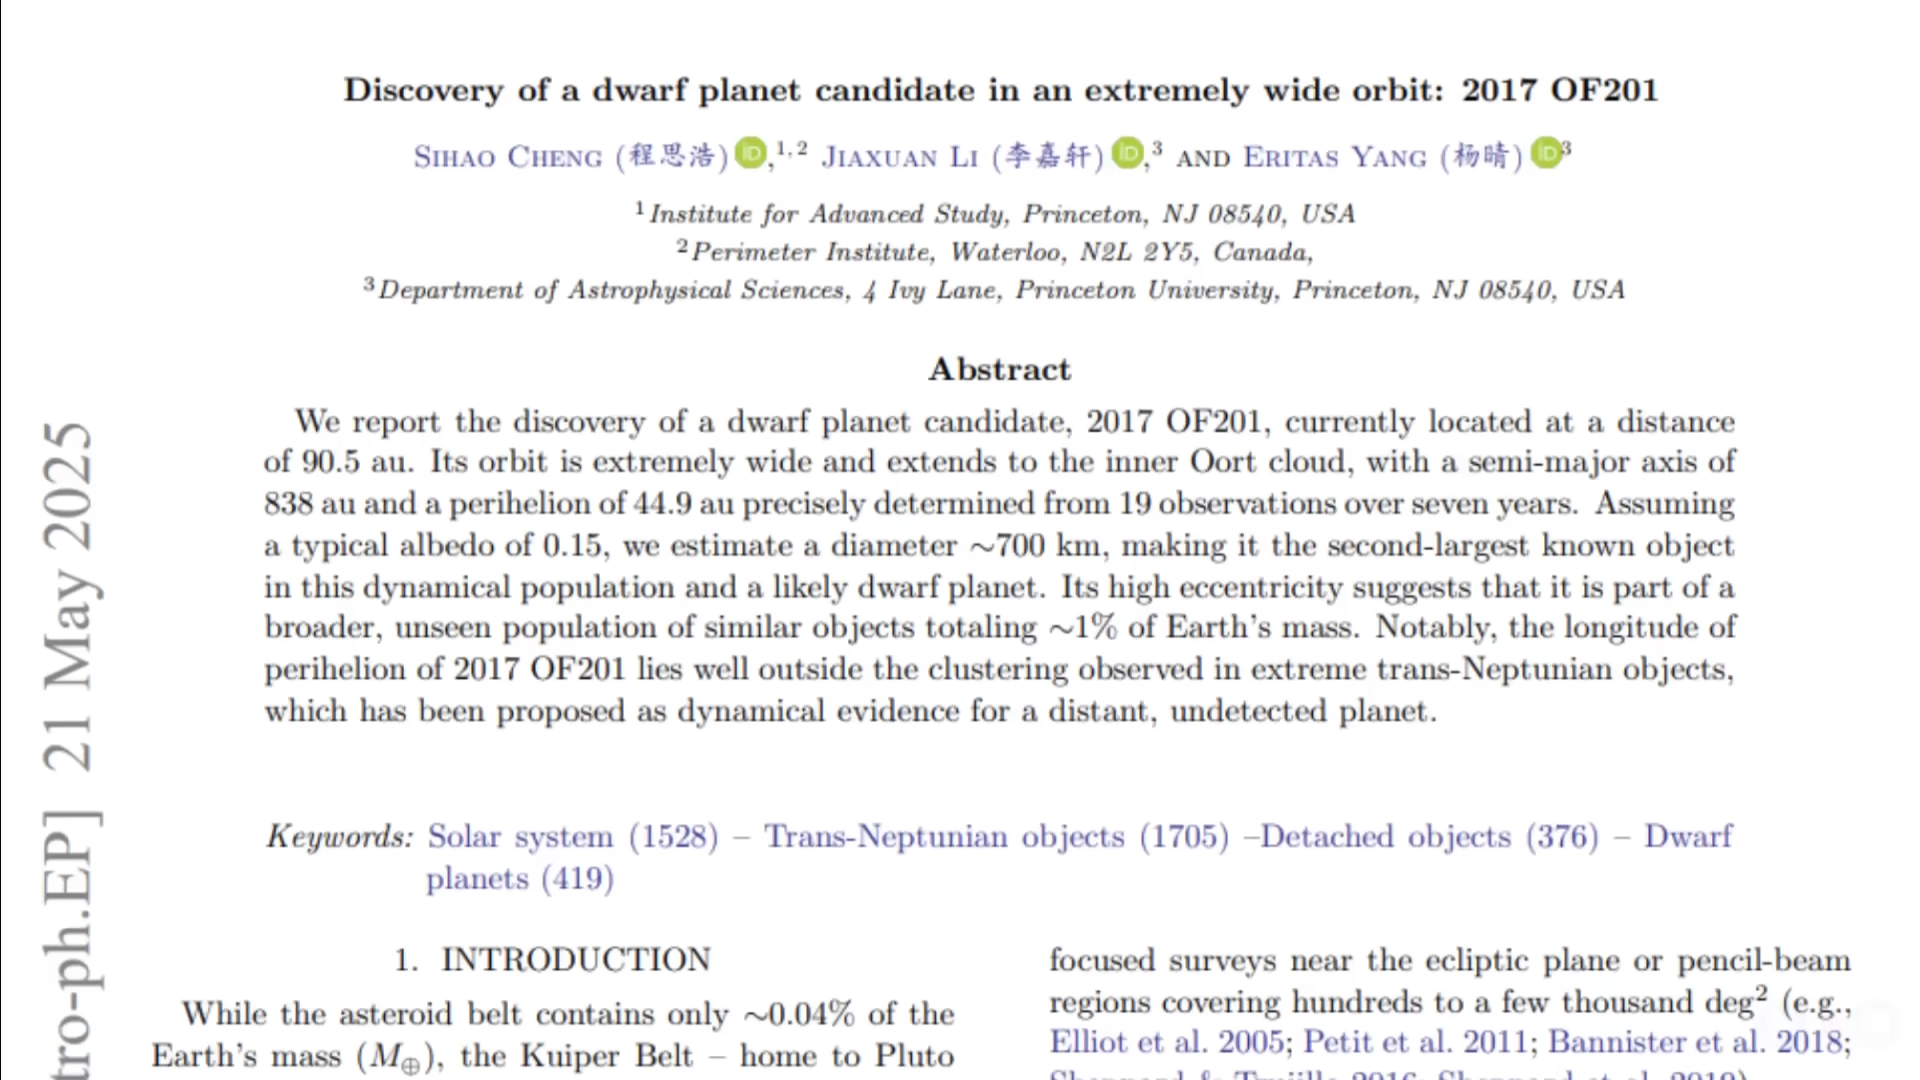 Discovery of a dwarf planet candidate in an extremely wide orbit: 2017 OF201
Sihao Cheng (程思浩) iD,1,2 Jiaxuan Li (李嘉轩) iD,3 and Eritas Yang (杨晴) iD3
1 Institute for Advanced Study, Princeton, NJ 08540, USA
2 Perimeter Institute, Waterloo, N2L 2Y5, Canada,
3 Department of Astrophysical Sciences, 4 Ivy Lane, Princeton University, Princeton, NJ 08540, USA
Abstract
We report the discovery of a dwarf planet candidate, 2017 OF201, currently located at a distance
of 90.5 au. Its orbit is extremely wide and extends to the inner Oort cloud, with a semi-major axis of
838 au and a perihelion of 44.9 au precisely determined from 19 observations over seven years. Assuming
a typical albedo of 0.15, we estimate a diameter ∼700 km, making it the second-largest known object
in this dynamical population and a likely dwarf planet. Its high eccentricity suggests that it is part of a
broader, unseen population of similar objects totaling ∼1% of Earth's mass. Notably, the longitude of
perihelion of 2017 OF201 lies well outside the clustering observed in extreme trans-Neptunian objects,
which has been proposed as dynamical evidence for a distant, undetected planet.
Keywords: Solar system (1528) – Trans-Neptunian objects (1705) –Detached objects (376) – Dwarf
planets (419)
1. INTRODUCTION
While the asteroid belt contains only ∼0.04% of the
Earth's mass (M⊕), the Kuiper Belt – home to Pluto
focused surveys near the ecliptic plane or pencil-beam
regions covering hundreds to a few thousand deg2 (e.g.,
Elliot et al. 2005; Petit et al. 2011; Bannister et al. 2018;
tro-ph.EP] 21 May 2025